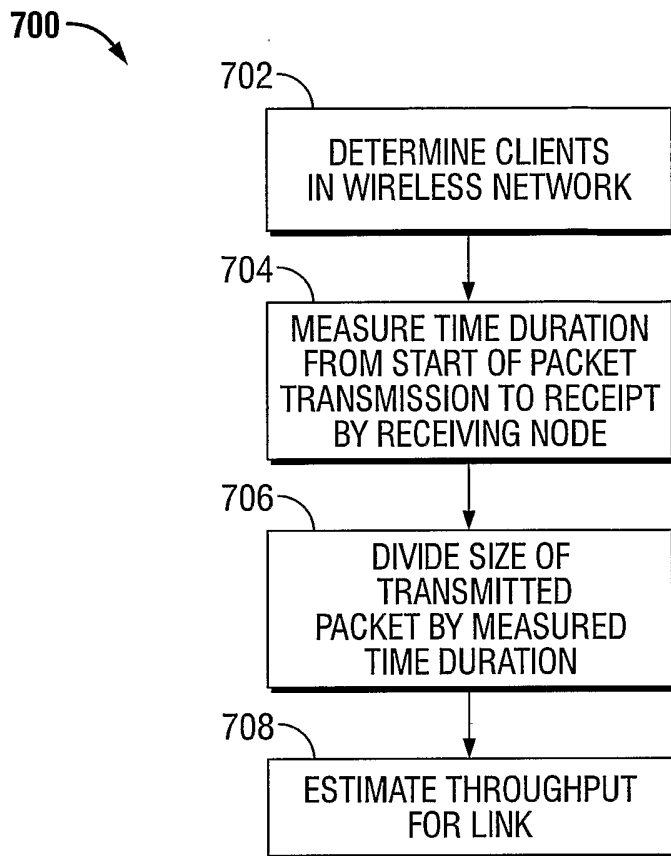 700
702
DETERMINE CLIENTS
IN WIRELESS NETWORK
704
MEASURE TIME DURATION
FROM START OF PACKET
TRANSMISSION TO RECEIPT
BY RECEIVING NODE
706
DIVIDE SIZE OF
TRANSMITTED
PACKET BY MEASURED
TIME DURATION
708
ESTIMATE THROUGHPUT
FOR LINK